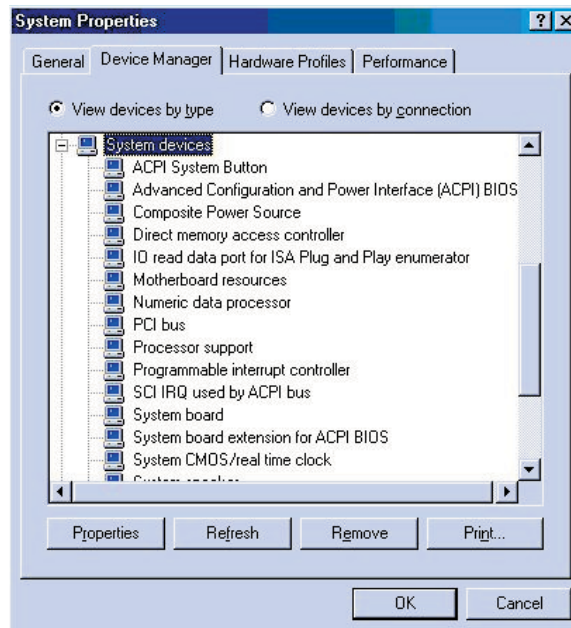 System Properties
General Device Manager Hardware Profiles Performance
View devices by type View devices by connection
System devices
ACPI System Button
Advanced Configuration and Power Interface (ACPI) BIOS
Composite Power Source
Direct memory access controller
IO read data port for ISA Plug and Play enumerator
Motherboard resources
Numeric data processor
PCI bus
Processor support
Programmable interrupt controller
SCI IRQ used by ACPI bus
System board
System board extension for ACPI BIOS
System CMOS/real time clock
System speaker
Properties Refresh Remove Print...
OK Cancel